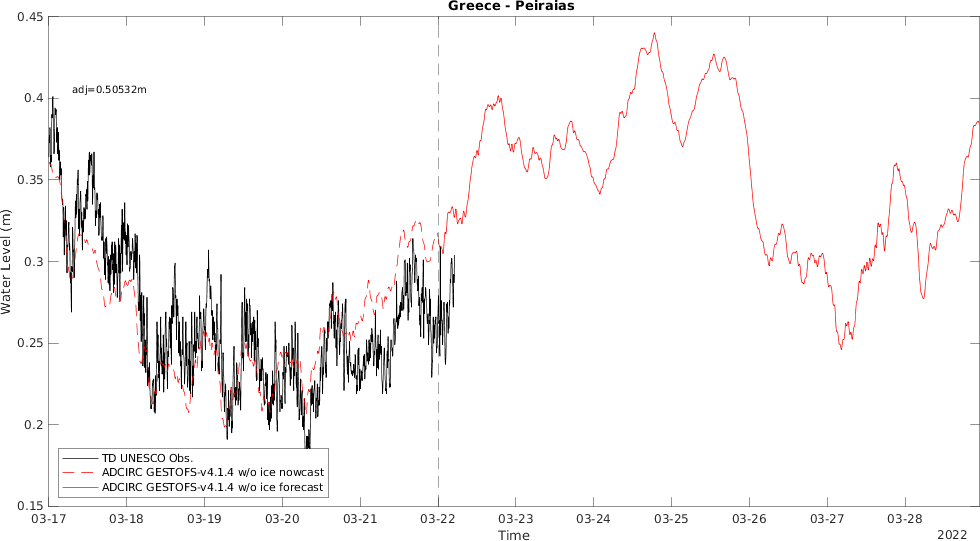 Greece - Peiraias
0.45
adj=0.50532m
0.4
0.35
0.3
0.25
0.2
0.15
Water Level (m)
TD UNESCO Obs.
ADCIRC GESTOFS-v4.1.4 w/o ice nowcast
ADCIRC GESTOFS-v4.1.4 w/o ice forecast
03-17 03-18 03-19 03-20 03-21 03-22 03-23 03-24 03-25 03-26 03-27 03-28
Time
2022